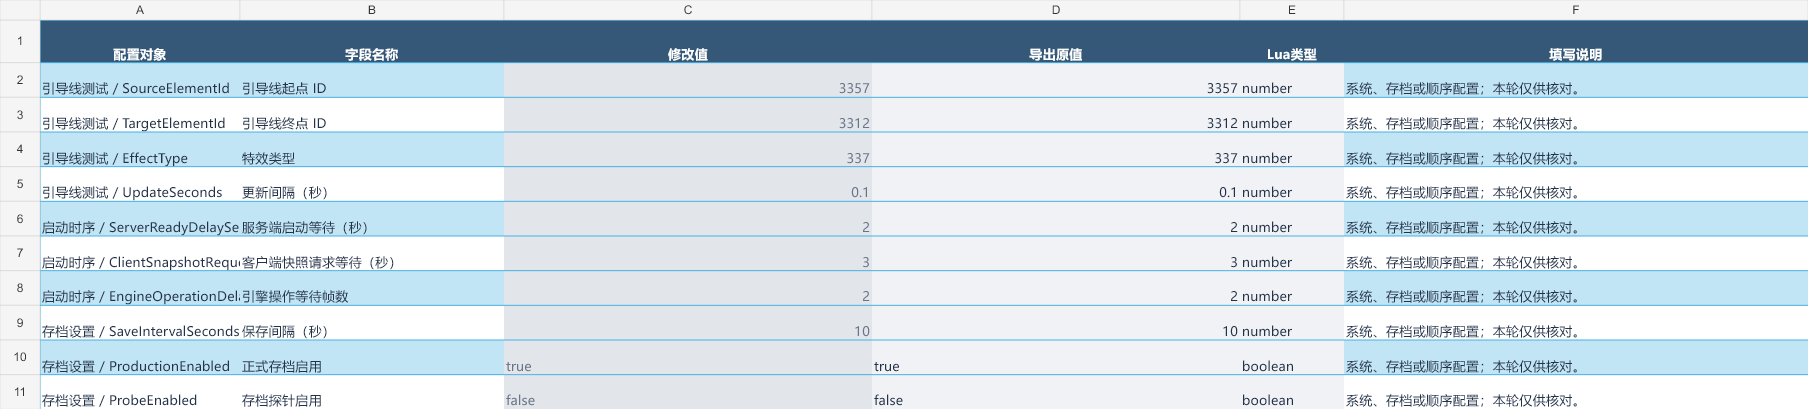 A B C D E F
1 配置对象 字段名称 修改值 导出原值 Lua类型 填写说明
2 引导线测试 / SourceElementId 引导线起点 ID 3357 3357 number 系统、存档或顺序配置；本轮仅供核对。
3 引导线测试 / TargetElementId 引导线终点 ID 3312 3312 number 系统、存档或顺序配置；本轮仅供核对。
4 引导线测试 / EffectType 特效类型 337 337 number 系统、存档或顺序配置；本轮仅供核对。
5 引导线测试 / UpdateSeconds 更新间隔（秒） 0.1 0.1 number 系统、存档或顺序配置；本轮仅供核对。
6 启动时序 / ServerReadyDelaySe 服务端启动等待（秒） 2 2 number 系统、存档或顺序配置；本轮仅供核对。
7 启动时序 / ClientSnapshotRequ 客户端快照请求等待（秒） 3 3 number 系统、存档或顺序配置；本轮仅供核对。
8 启动时序 / EngineOperationDel 引擎操作等待帧数 2 2 number 系统、存档或顺序配置；本轮仅供核对。
9 存档设置 / SaveIntervalSeconds 保存间隔（秒） 10 10 number 系统、存档或顺序配置；本轮仅供核对。
10 存档设置 / ProductionEnabled 正式存档启用 true true boolean 系统、存档或顺序配置；本轮仅供核对。
11 存档设置 / ProbeEnabled 存档探针启用 false false boolean 系统、存档或顺序配置；本轮仅供核对。